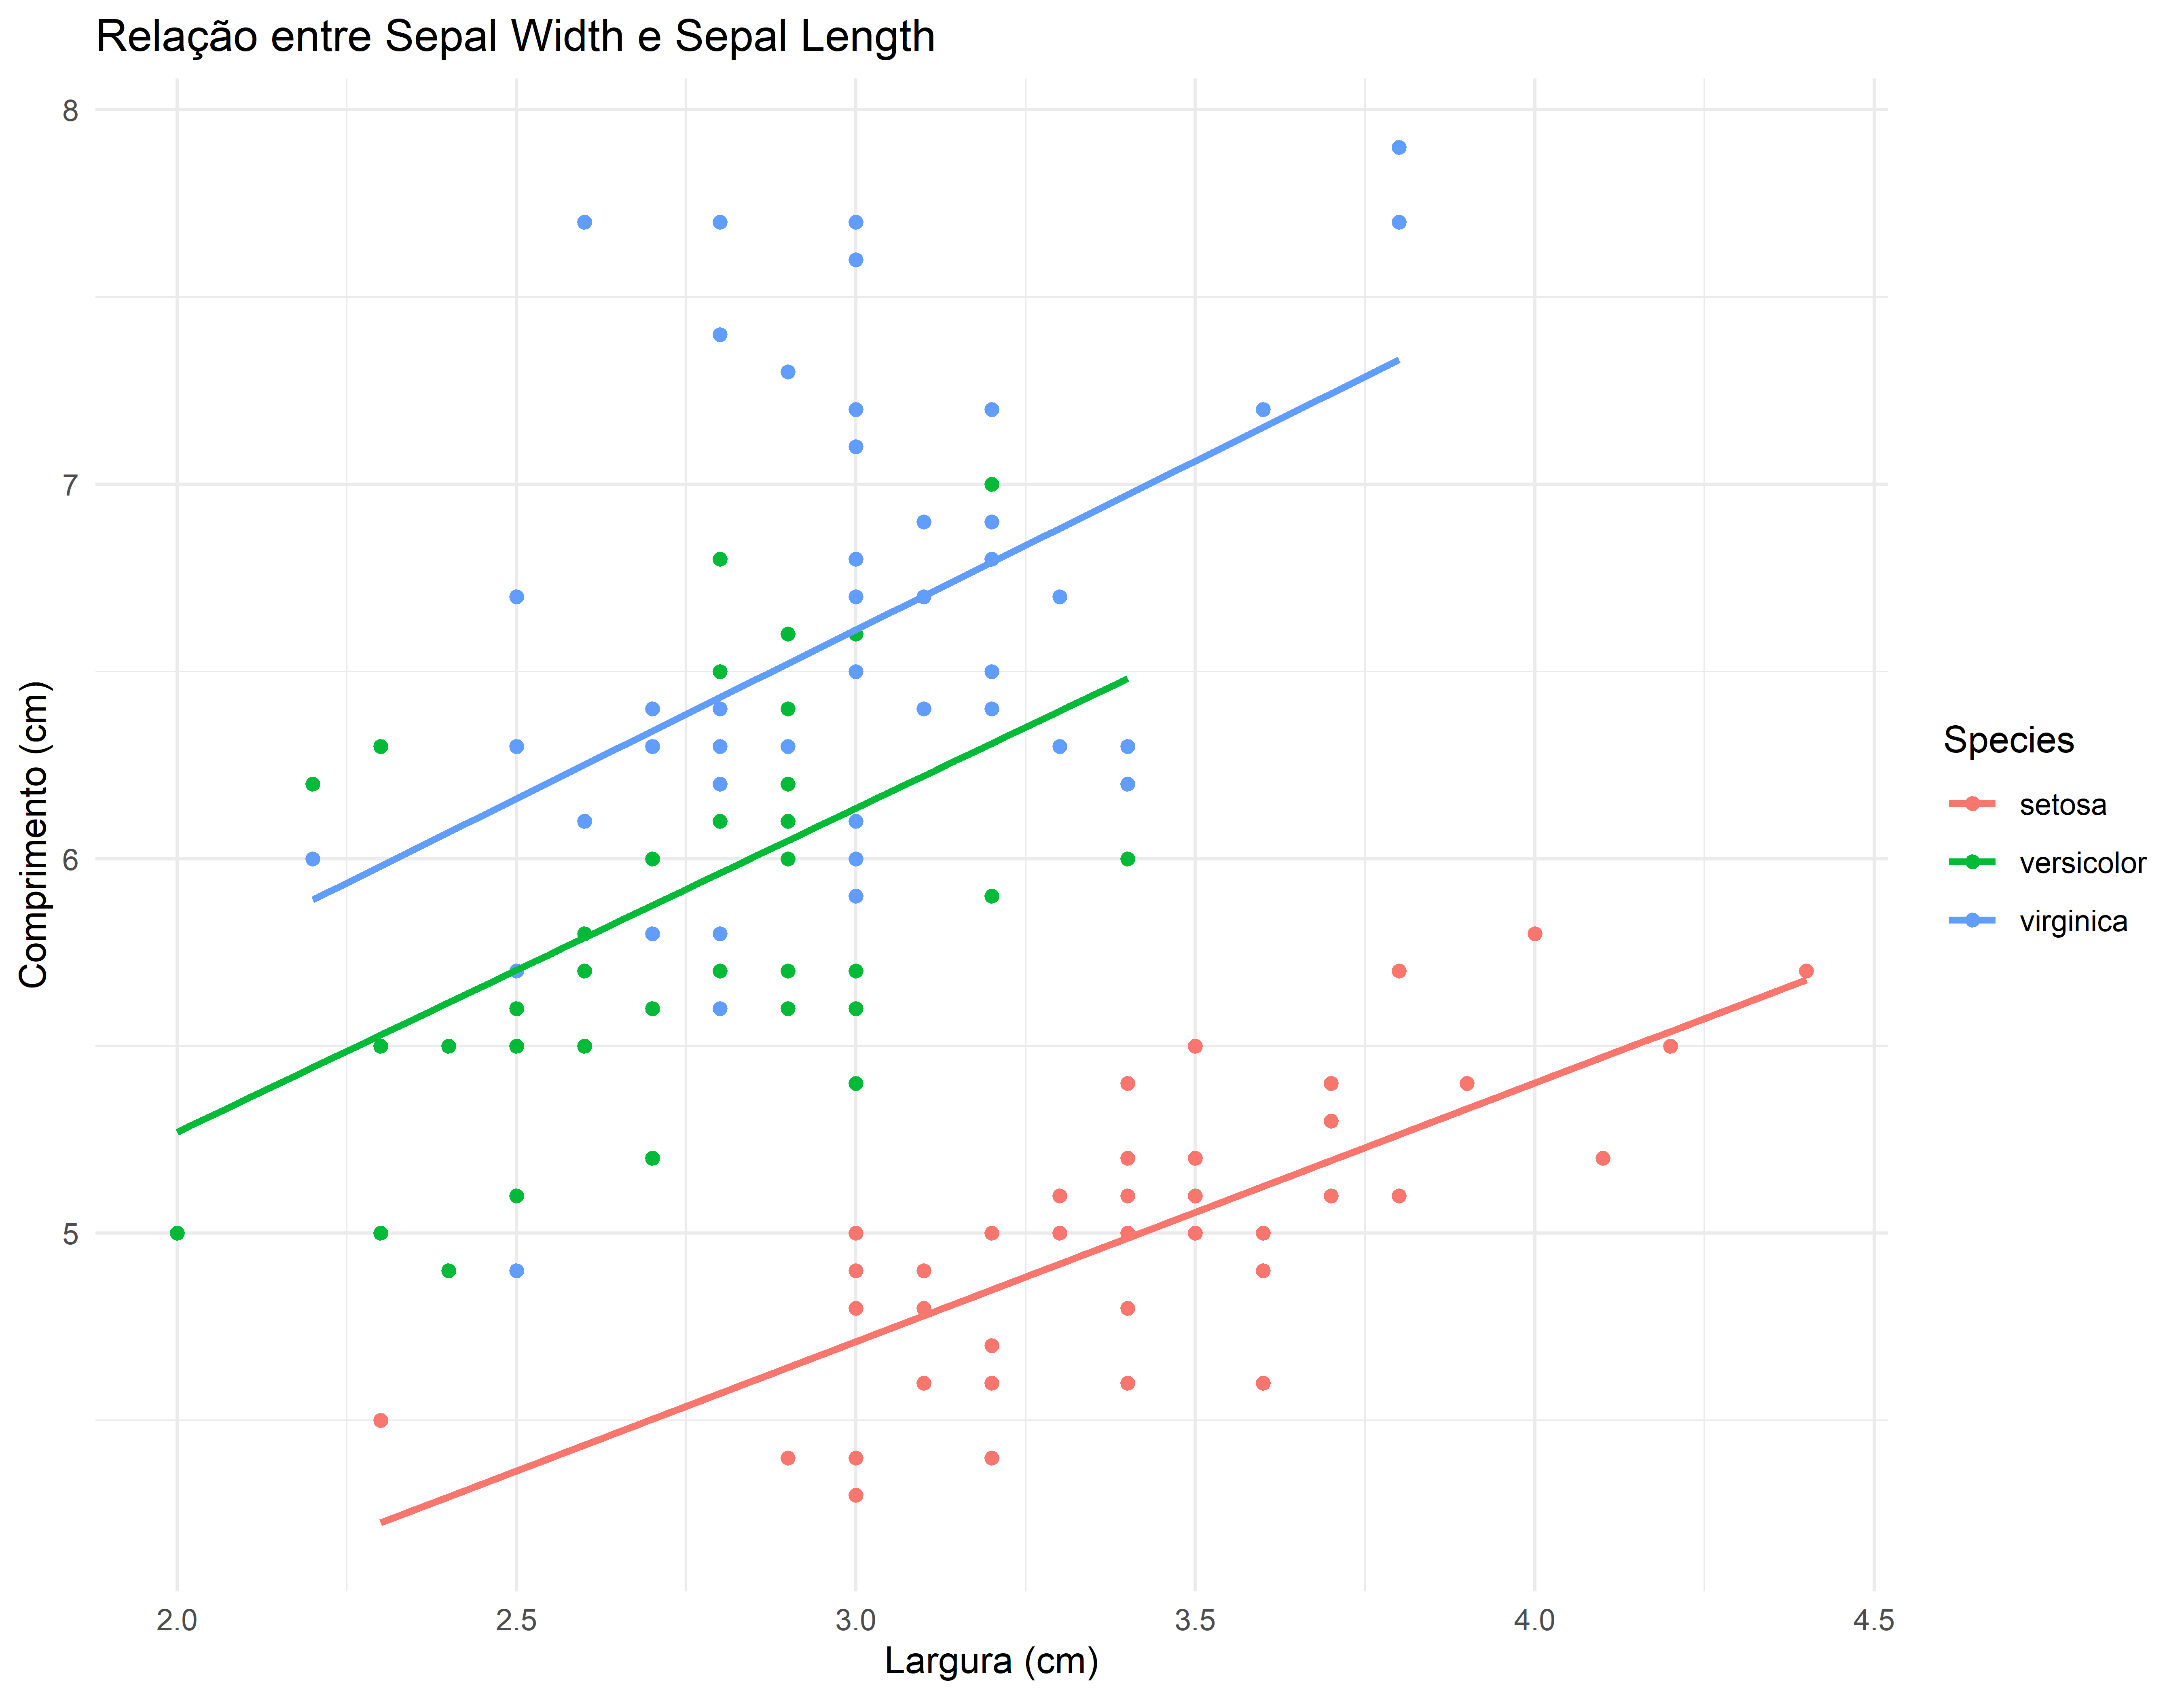 Relação entre Sepal Width e Sepal Length
8
7
6
5
Comprimento (cm)
2.0 2.5 3.0 3.5 4.0 4.5
Largura (cm)
Species
setosa
versicolor
virginica